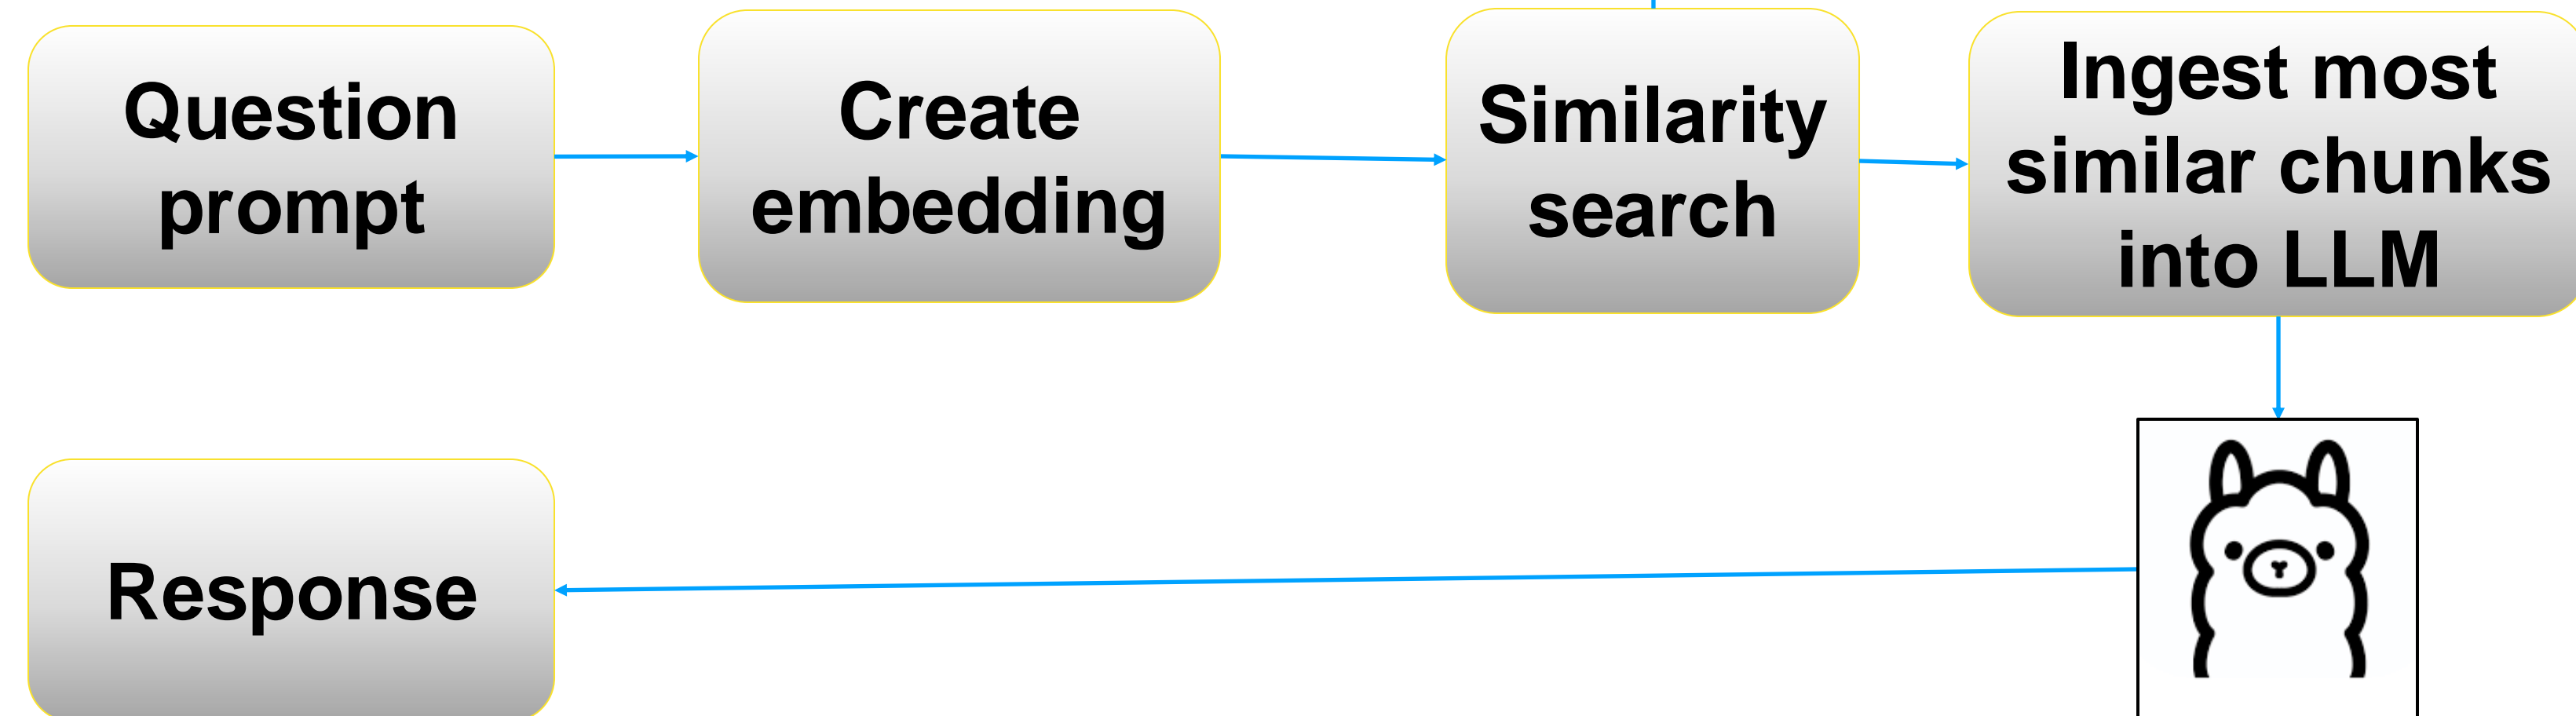 Question
prompt
Create
embedding
Similarity
search
Ingest most
similar chunks
into LLM
Response